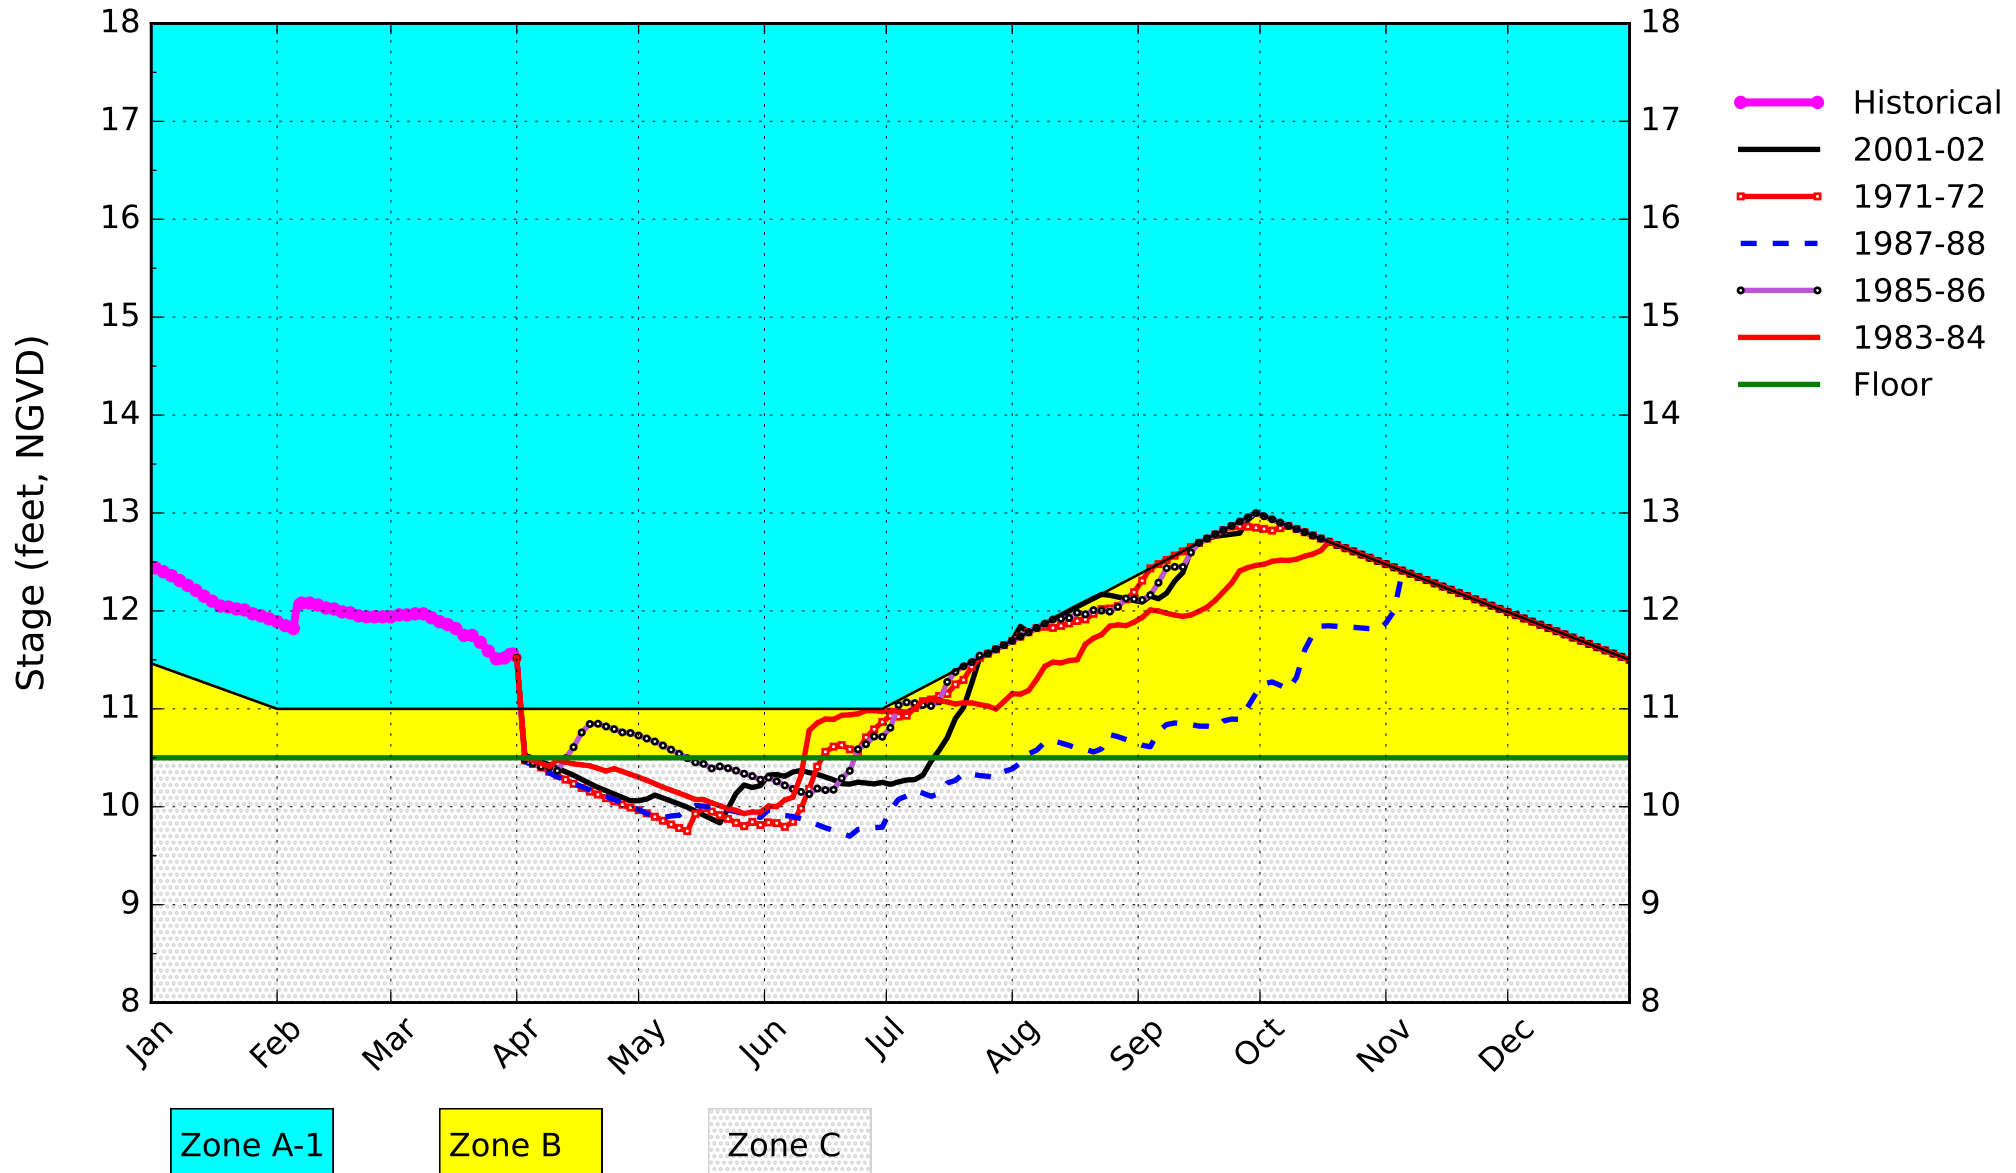 18
17
16
15
14
13
12
11
10
9
8
Stage (feet, NGVD)
18
17
16
15
14
13
12
11
10
9
8
Jan
Feb
Mar
Apr
May
Jun
Jul
Aug
Sep
Oct
Nov
Dec
Historical
2001-02
1971-72
1987-88
1985-86
1983-84
Floor
Zone A-1
Zone B
Zone C